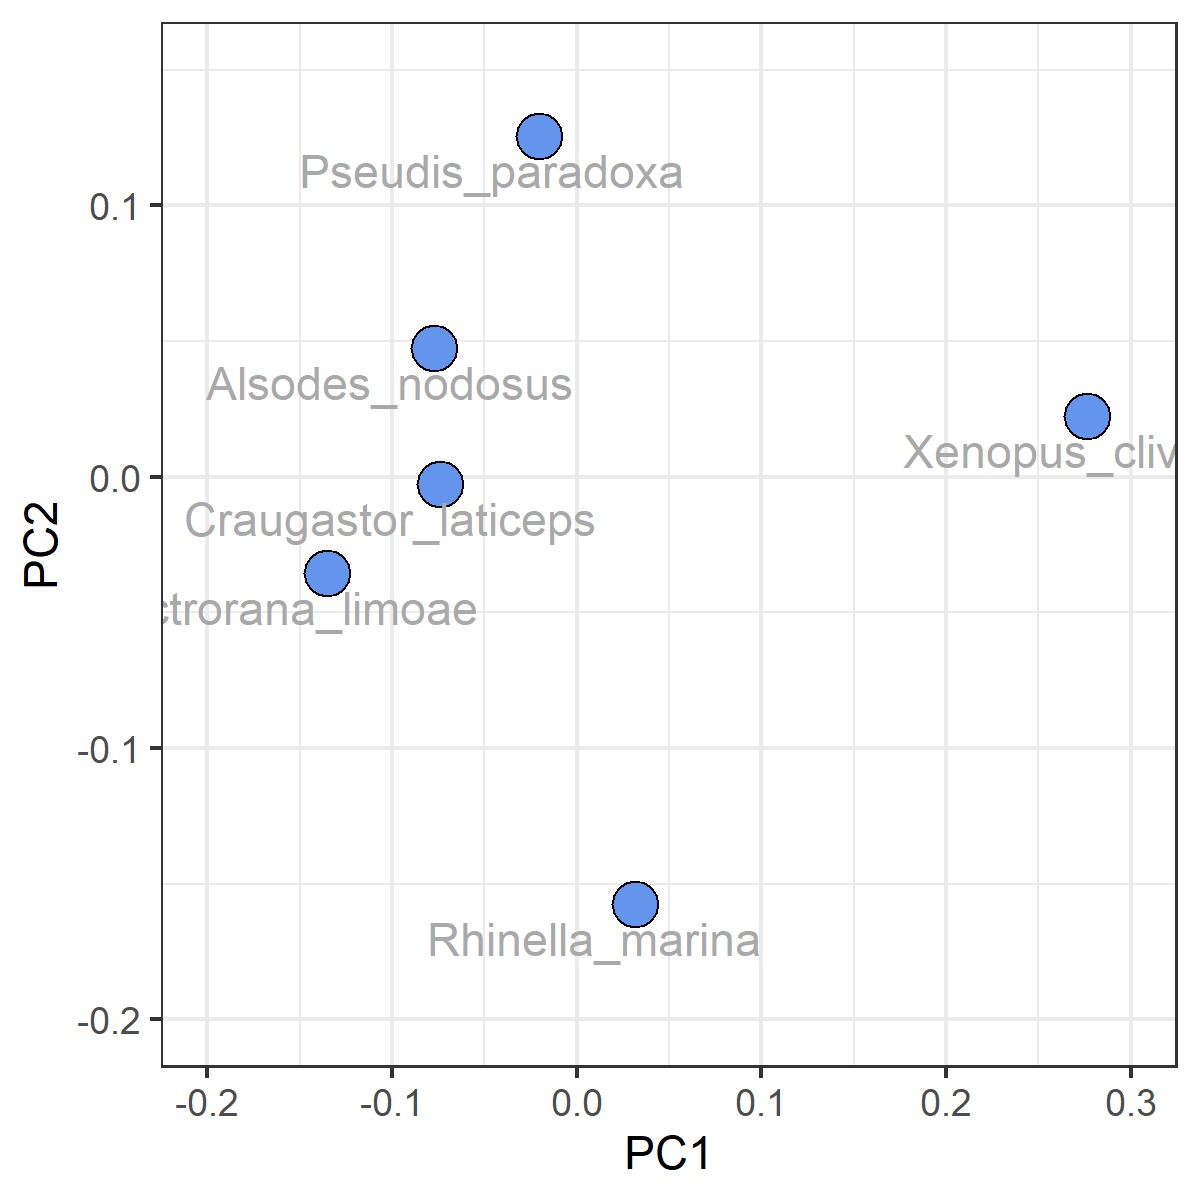 Pseudis_paradoxa
0.1
Alsodes_nodosus
Xenopus_cliv
0.0
Craugastor_laticeps
PC2
ctrorana_limoae
-0.1
Rhinella_marina
-0.2
-0.2 -0.1 0.0 0.1 0.2 0.3
PC1